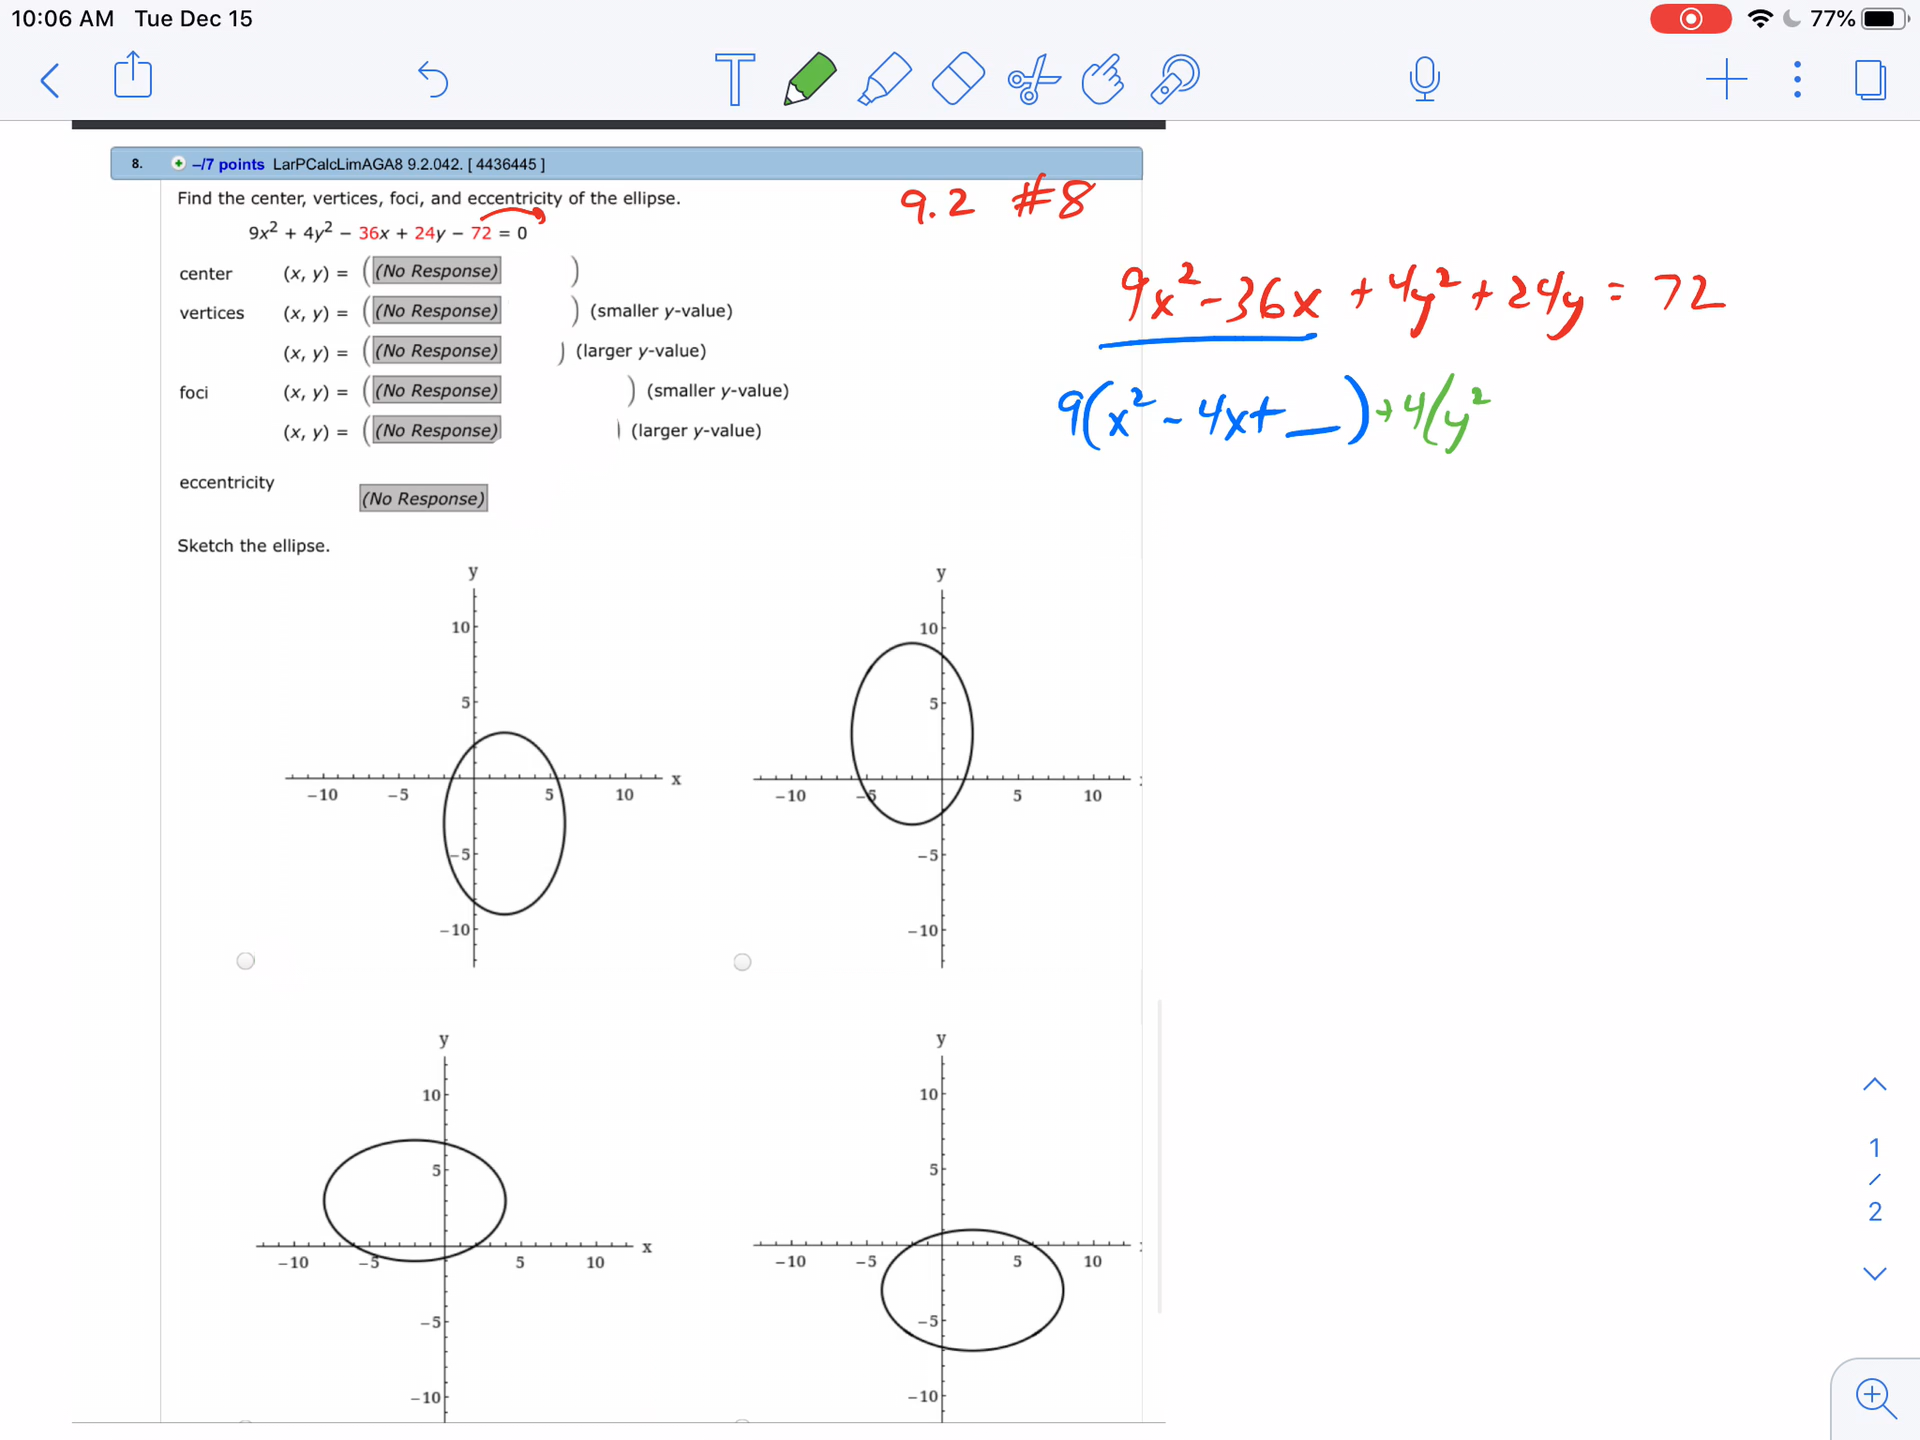 10:06 AM Tue Dec 15
77%
T
8. –/7 points LarPCalcLimAGA8 9.2.042. [ 4436445 ]
Find the center, vertices, foci, and eccentricity of the ellipse.
9x² + 4y² − 36x + 24y − 72 = 0
9.2 #8
center (x, y) = ( (No Response) )
vertices (x, y) = ( (No Response) ) (smaller y-value)
(x, y) = ( (No Response) ) (larger y-value)
foci (x, y) = ( (No Response) ) (smaller y-value)
(x, y) = ( (No Response) ) (larger y-value)
9x² - 36x + 4y² + 24y = 72
9(x² - 4x + __) + 4(y²
eccentricity
(No Response)
Sketch the ellipse.
y
10
5
x
−10 −5 5 10
−5
−10
y
10
5
−10 −5 5 10
−5
−10
y
10
5
x
−10 −5 5 10
−5
−10
y
10
5
−10 −5 5 10
−5
−10
1
/
2